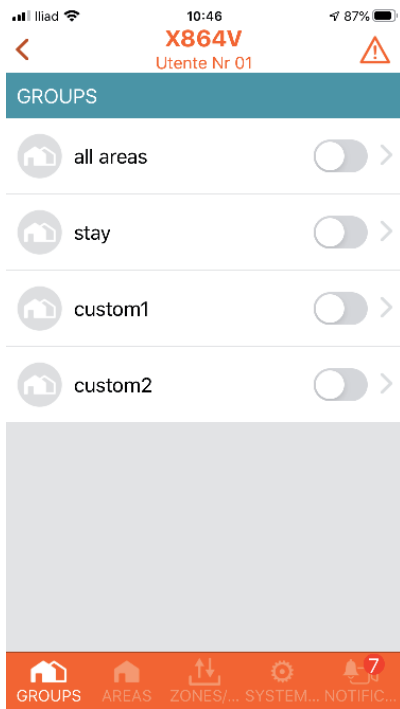 Iliad 10:46 87%
X864V
Utente Nr 01
GROUPS
all areas
stay
custom1
custom2
7
GROUPS AREAS ZONES/... SYSTEM... NOTIFIC...